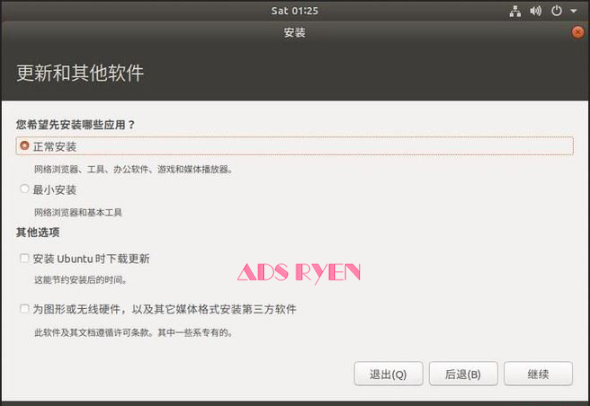 Sat 01:25
安装
更新和其他软件
您希望先安装哪些应用？
正常安装
网络浏览器、工具、办公软件、游戏和媒体播放器。
最小安装
网络浏览器和基本工具
其他选项
安装 Ubuntu 时下载更新
这能节约安装后的时间。
ADS RYEN
为图形或无线硬件，以及其它媒体格式安装第三方软件
此软件及其文档遵循许可条款。其中一些系专有的。
退出(Q)
后退(B)
继续